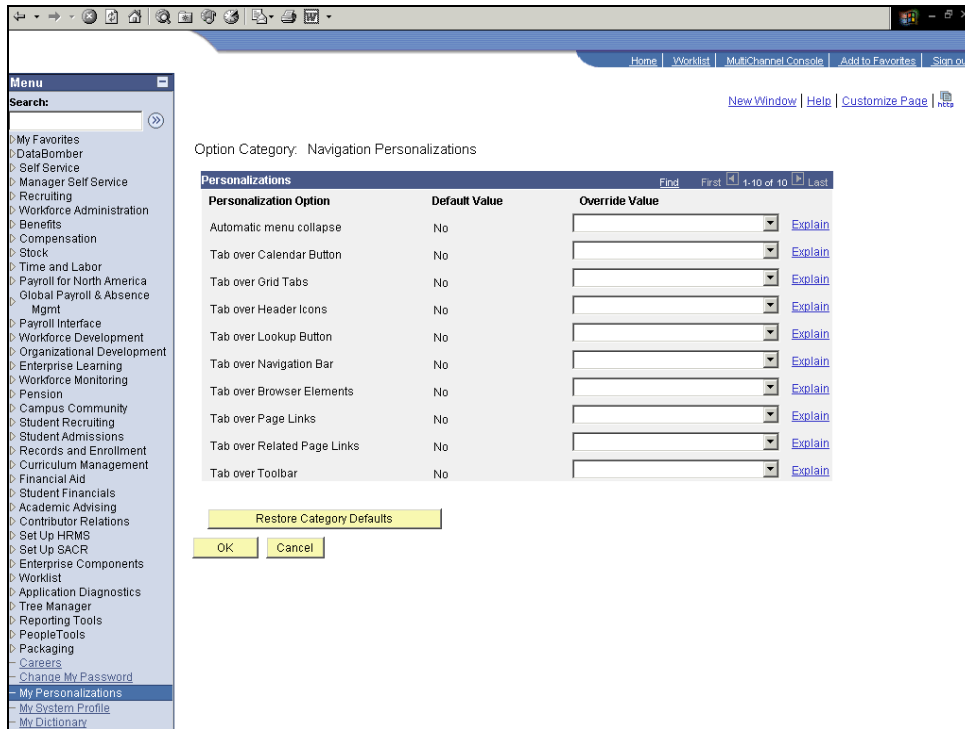 Home | Worklist | MultiChannel Console | Add to Favorites | Sign ou
Menu
Search:
New Window | Help | Customize Page | http
My Favorites
DataBomber
Self Service
Manager Self Service
Recruiting
Workforce Administration
Benefits
Compensation
Stock
Time and Labor
Payroll for North America
Global Payroll & Absence
Mgmt
Payroll Interface
Workforce Development
Organizational Development
Enterprise Learning
Workforce Monitoring
Pension
Campus Community
Student Recruiting
Student Admissions
Records and Enrollment
Curriculum Management
Financial Aid
Student Financials
Academic Advising
Contributor Relations
Set Up HRMS
Set Up SACR
Enterprise Components
Worklist
Application Diagnostics
Tree Manager
Reporting Tools
PeopleTools
Packaging
Careers
Change My Password
My Personalizations
My System Profile
My Dictionary
Option Category: Navigation Personalizations
Personalizations Find First 1-10 of 10 Last
Personalization Option Default Value Override Value
Automatic menu collapse No Explain
Tab over Calendar Button No Explain
Tab over Grid Tabs No Explain
Tab over Header Icons No Explain
Tab over Lookup Button No Explain
Tab over Navigation Bar No Explain
Tab over Browser Elements No Explain
Tab over Page Links No Explain
Tab over Related Page Links No Explain
Tab over Toolbar No Explain
Restore Category Defaults
OK Cancel